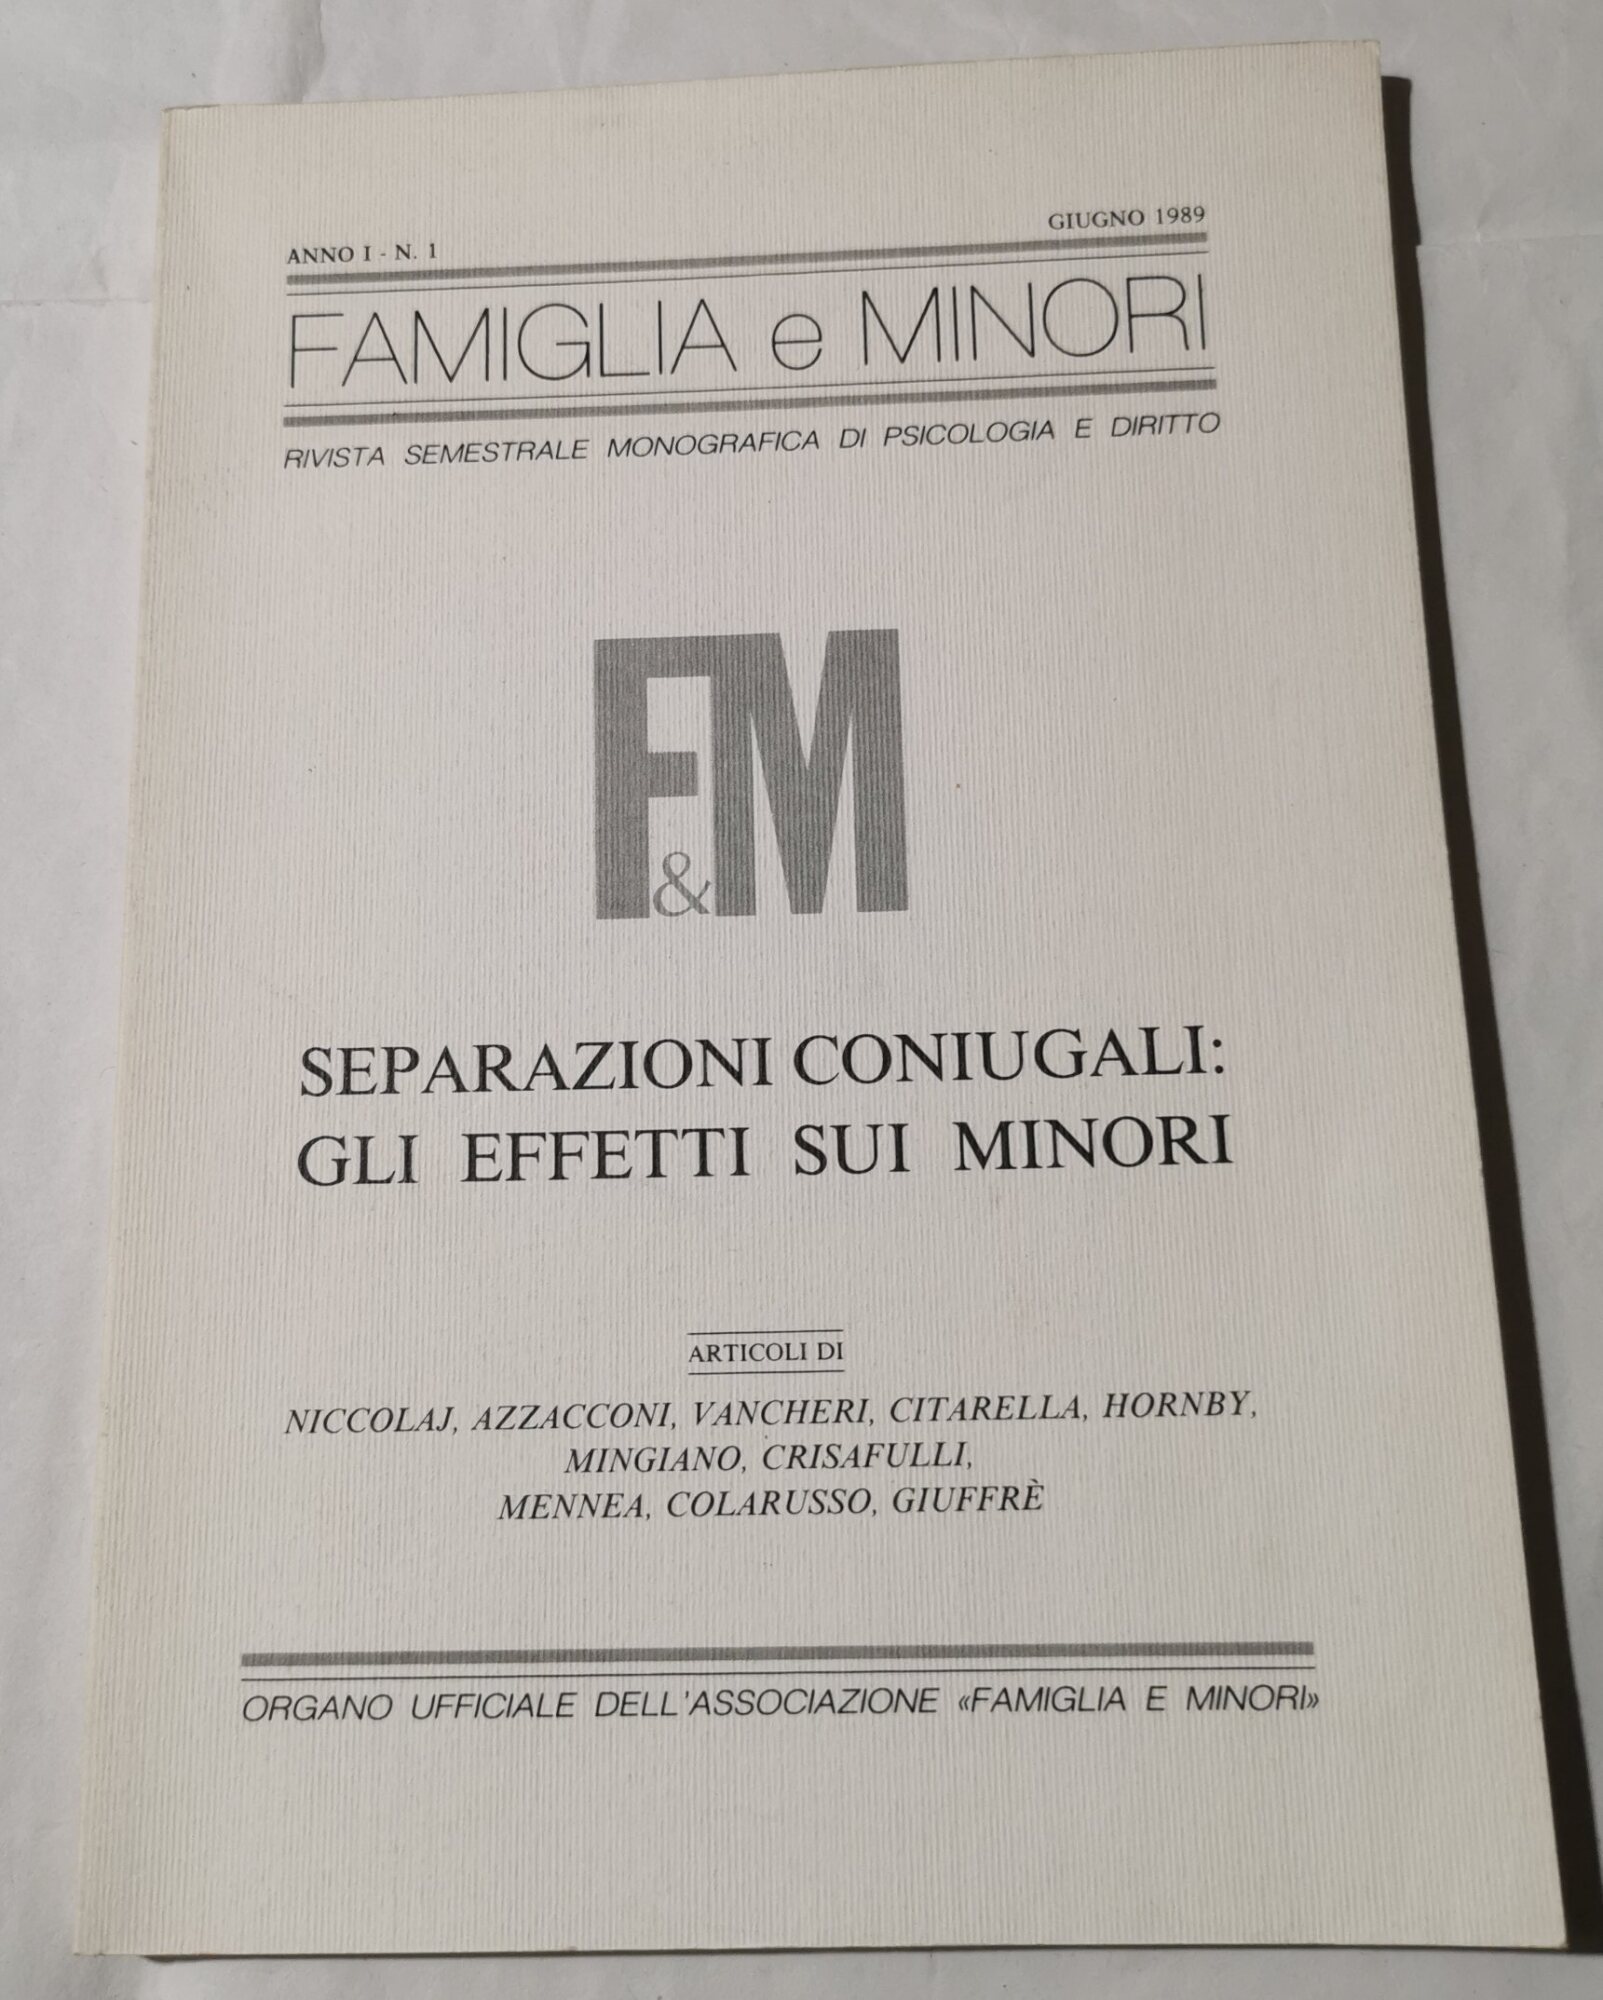 ANNO I - N. 1
GIUGNO 1989
FAMIGLIA e MINORI
RIVISTA SEMESTRALE MONOGRAFICA DI PSICOLOGIA E DIRITTO
F&M
SEPARAZIONI CONIUGALI:
GLI EFFETTI SUI MINORI
ARTICOLI DI
NICCOLAJ, AZZACCONI, VANCHERI, CITARELLA, HORNBY,
MINGIANO, CRISAFULLI,
MENNEA, COLARUSSO, GIUFFRÈ
ORGANO UFFICIALE DELL'ASSOCIAZIONE «FAMIGLIA E MINORI»